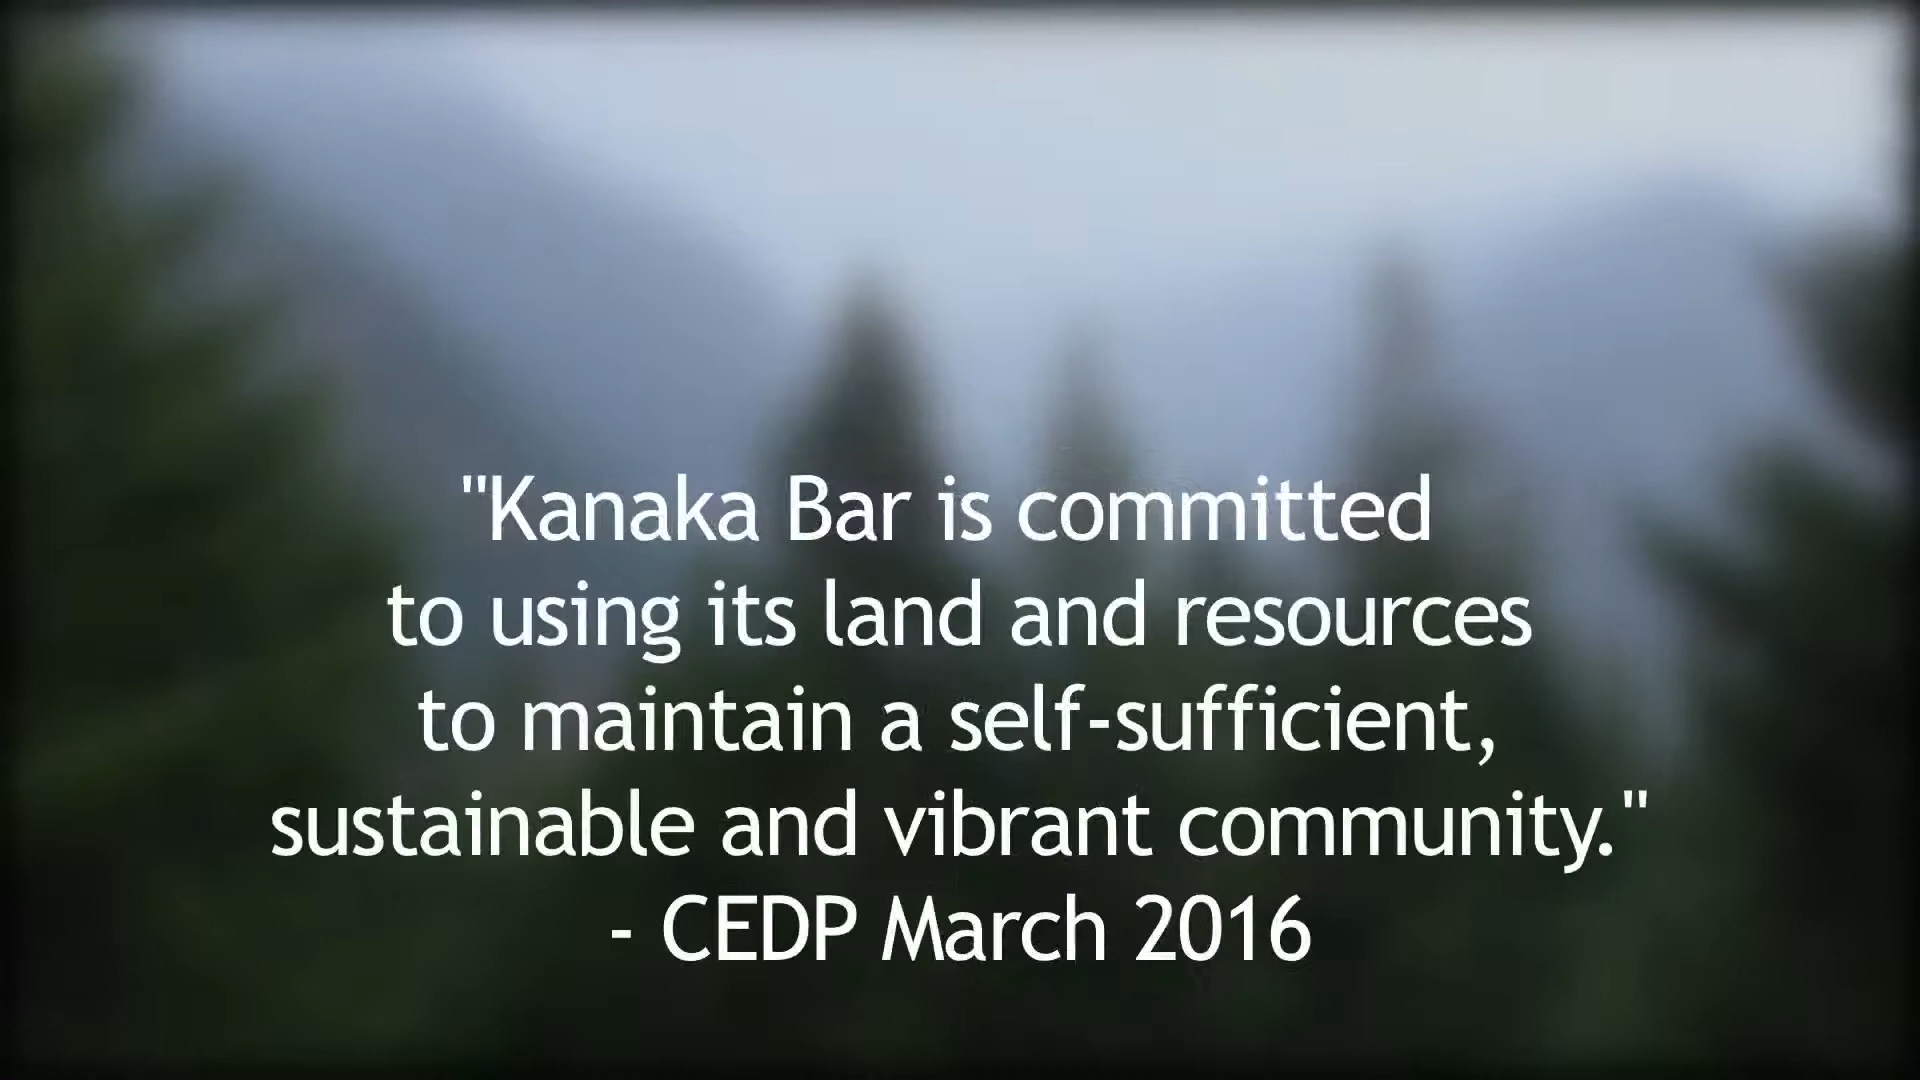 "Kanaka Bar is committed
to using its land and resources
to maintain a self-sufficient,
sustainable and vibrant community."
- CEDP March 2016